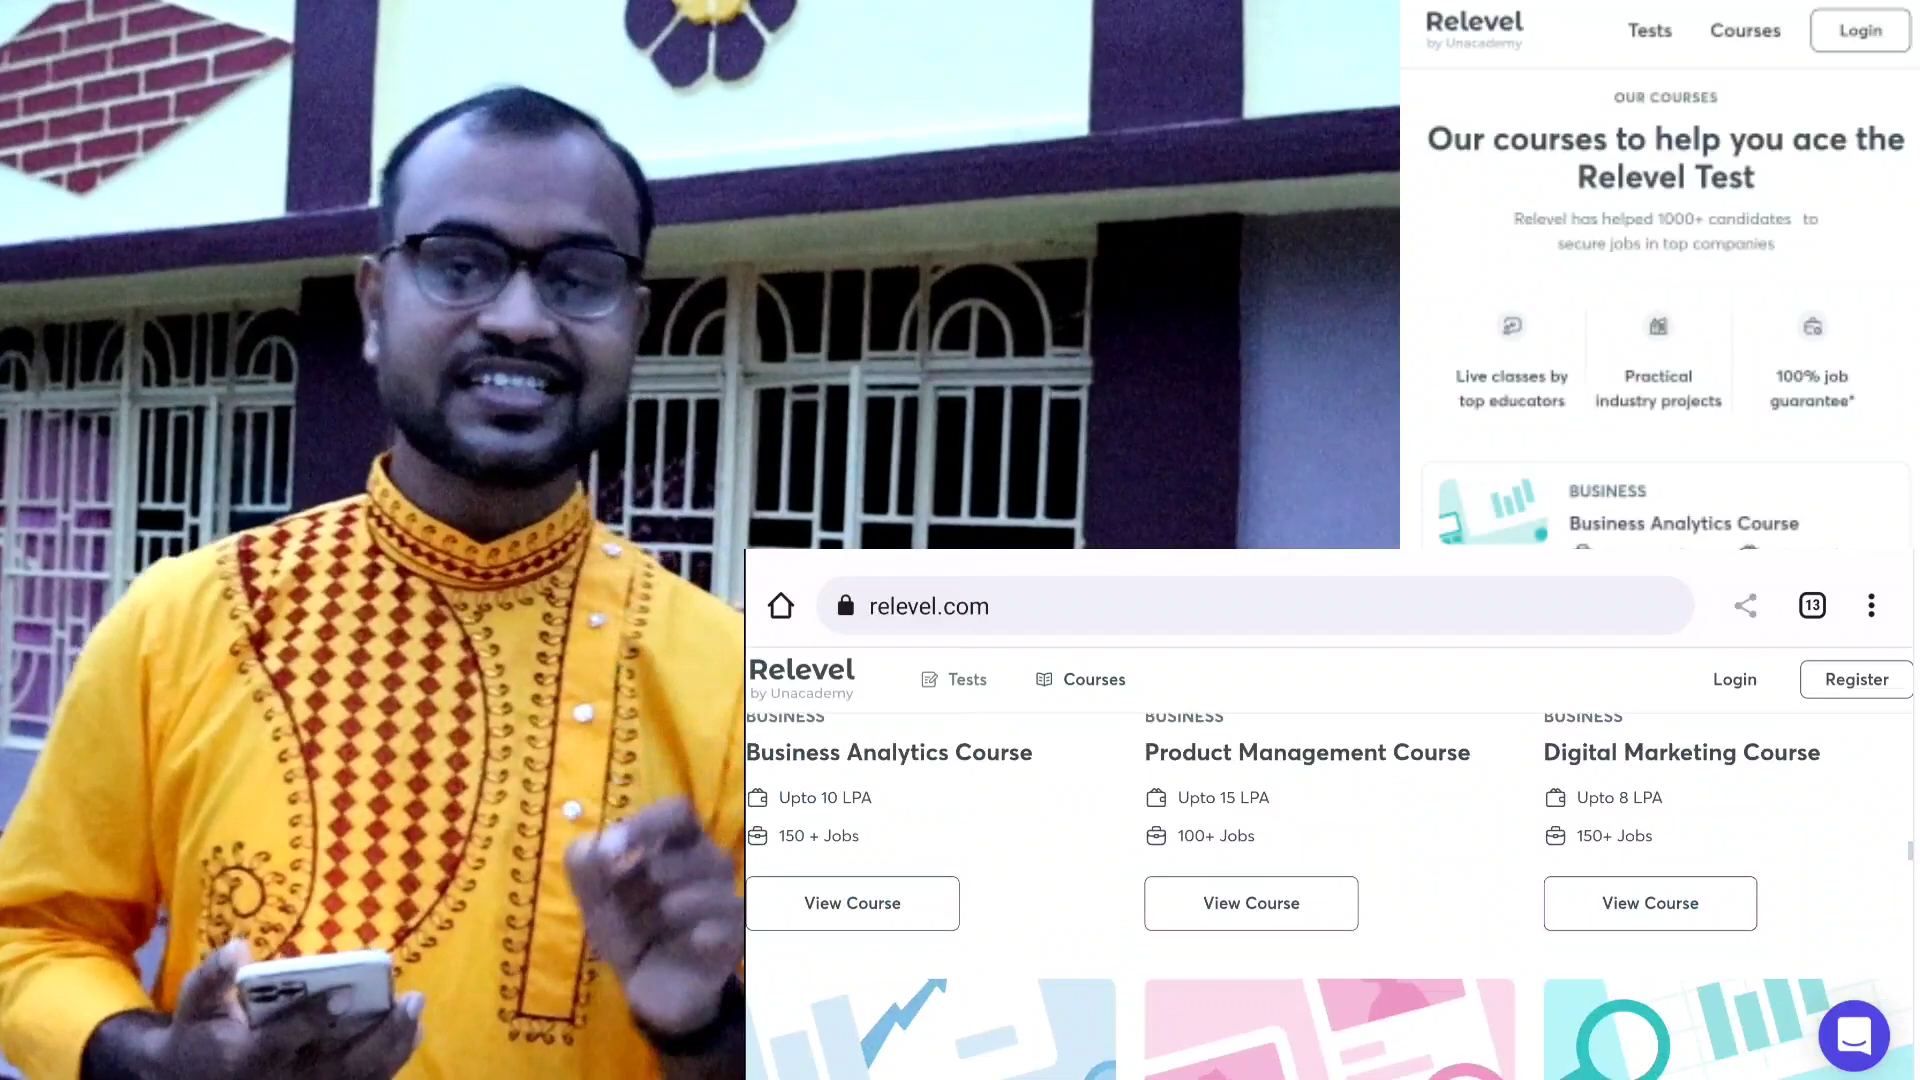 Relevel
by Unacademy
Tests
Courses
Login
OUR COURSES
Our courses to help you ace the
Relevel Test
Relevel has helped 1000+ candidates to
secure jobs in top companies
Live classes by
top educators
Practical
industry projects
100% job
guarantee*
BUSINESS
Business Analytics Course
relevel.com
13
Relevel
by Unacademy
Tests
Courses
Login
Register
BUSINESS
Business Analytics Course
Upto 10 LPA
150 + Jobs
View Course
BUSINESS
Product Management Course
Upto 15 LPA
100+ Jobs
View Course
BUSINESS
Digital Marketing Course
Upto 8 LPA
150+ Jobs
View Course